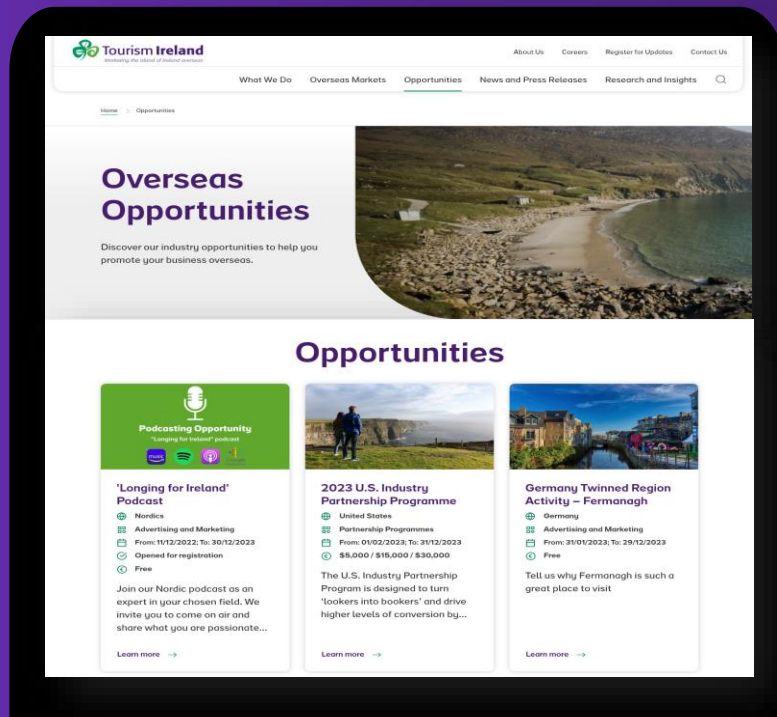 Tourism Ireland
Marketing the island of Ireland overseas
About Us Careers Register for Updates Contact Us
What We Do Overseas Markets Opportunities News and Press Releases Research and Insights
Home > Opportunities
Overseas
Opportunities
Discover our industry opportunities to help you
promote your business overseas.
Opportunities
Podcasting Opportunity
"Longing for Ireland" podcast
music
'Longing for Ireland'
Podcast
Nordics
Advertising and Marketing
From: 11/12/2022; To: 30/12/2023
Opened for registration
Free
Join our Nordic podcast as an
expert in your chosen field. We
invite you to come on air and
share what you are passionate...
Learn more →
2023 U.S. Industry
Partnership Programme
United States
Partnership Programmes
From: 01/02/2023; To: 31/12/2023
$5,000 / $15,000 / $30,000
The U.S. Industry Partnership
Program is designed to turn
'lookers into bookers' and drive
higher levels of conversion by...
Learn more →
Germany Twinned Region
Activity – Fermanagh
Germany
Advertising and Marketing
From: 31/01/2023; To: 29/12/2023
Free
Tell us why Fermanagh is such a
great place to visit
Learn more →